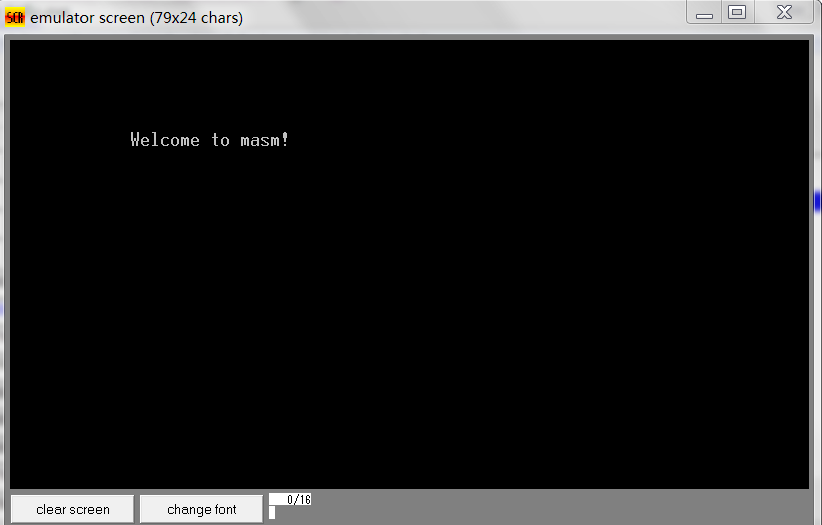 emulator screen (79x24 chars)
Welcome to masm!
clear screen
change font
0/16